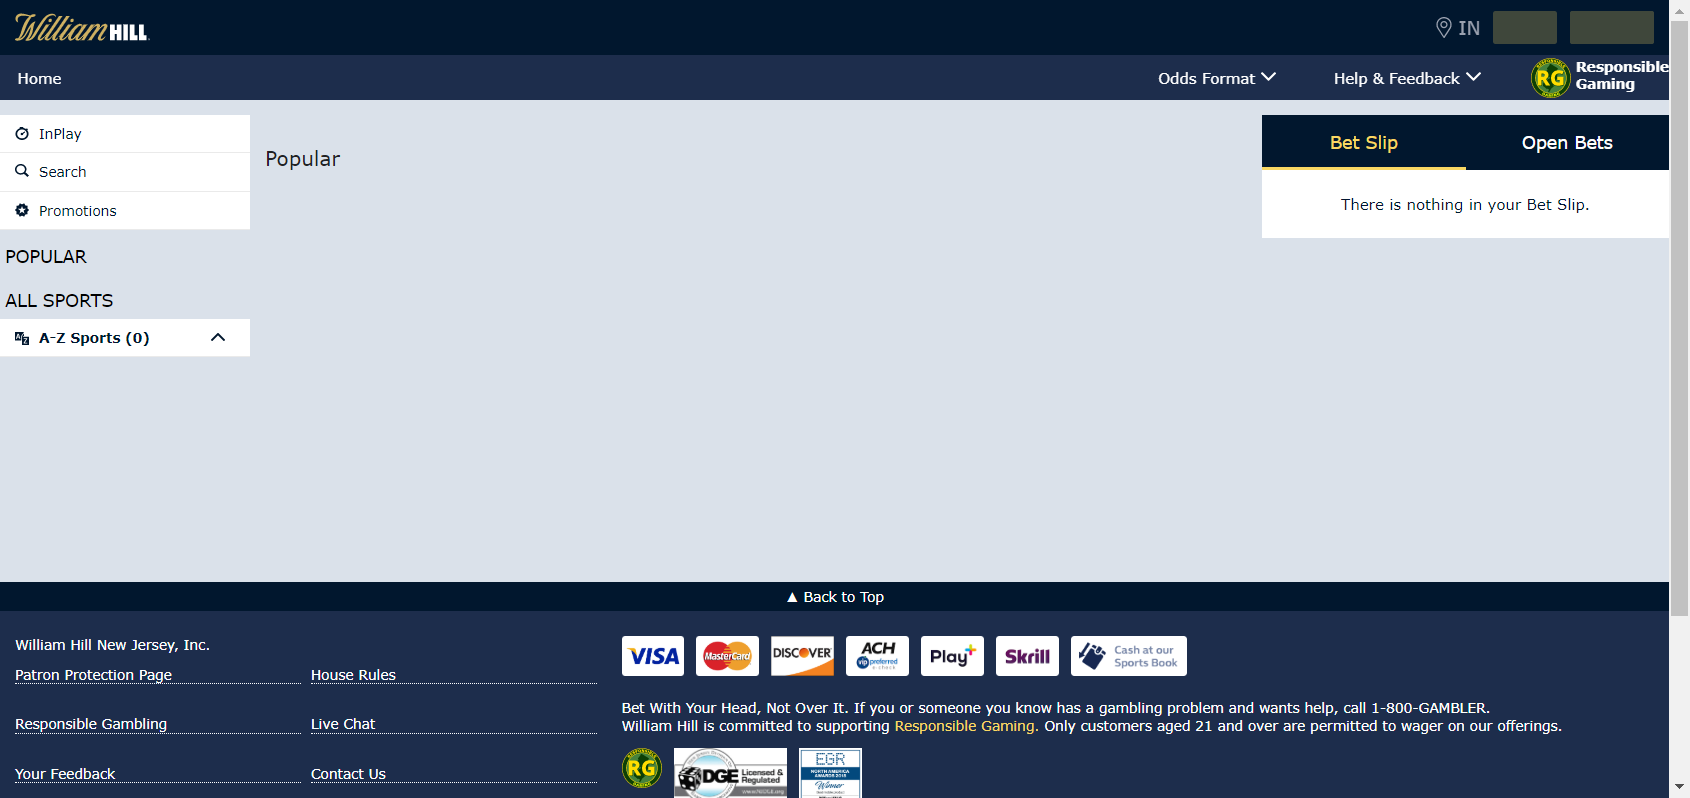 William HILL
IN
Home
Odds Format
Help & Feedback
RG
Responsible
Gaming
InPlay
Search
Promotions
Popular
Bet Slip
Open Bets
There is nothing in your Bet Slip.
POPULAR
ALL SPORTS
A-Z Sports (0)
▲ Back to Top
William Hill New Jersey, Inc.
Patron Protection Page
House Rules
Responsible Gambling
Live Chat
Your Feedback
Contact Us
VISA
MasterCard
DISCOVER
ACH
vip preferred
e-check
Play+
Skrill
Cash at our
Sports Book
Bet With Your Head, Not Over It. If you or someone you know has a gambling problem and wants help, call 1-800-GAMBLER.
William Hill is committed to supporting Responsible Gaming. Only customers aged 21 and over are permitted to wager on our offerings.
RG
DGE
Licensed &
Regulated
EGR
NORTH AMERICA
AWARDS 2018
Winner